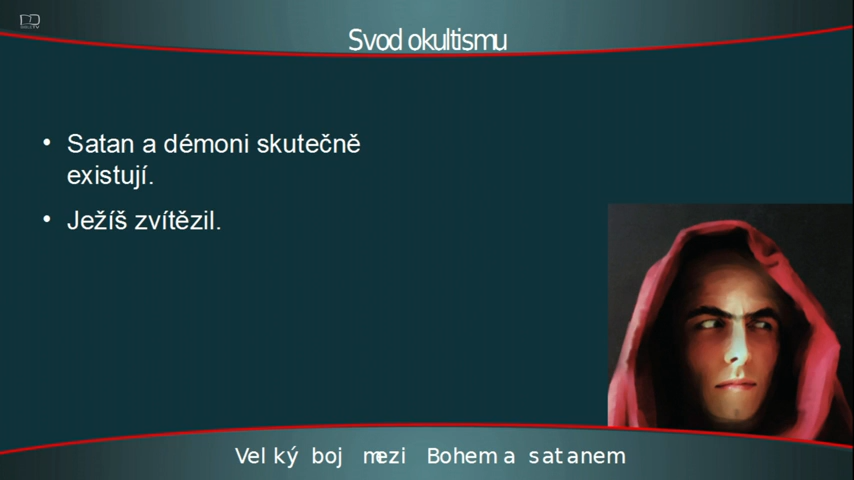 Svod okultismu
• Satan a démoni skutečně
existují.
• Ježíš zvítězil.
Velký boj mezi Bohem a satanem